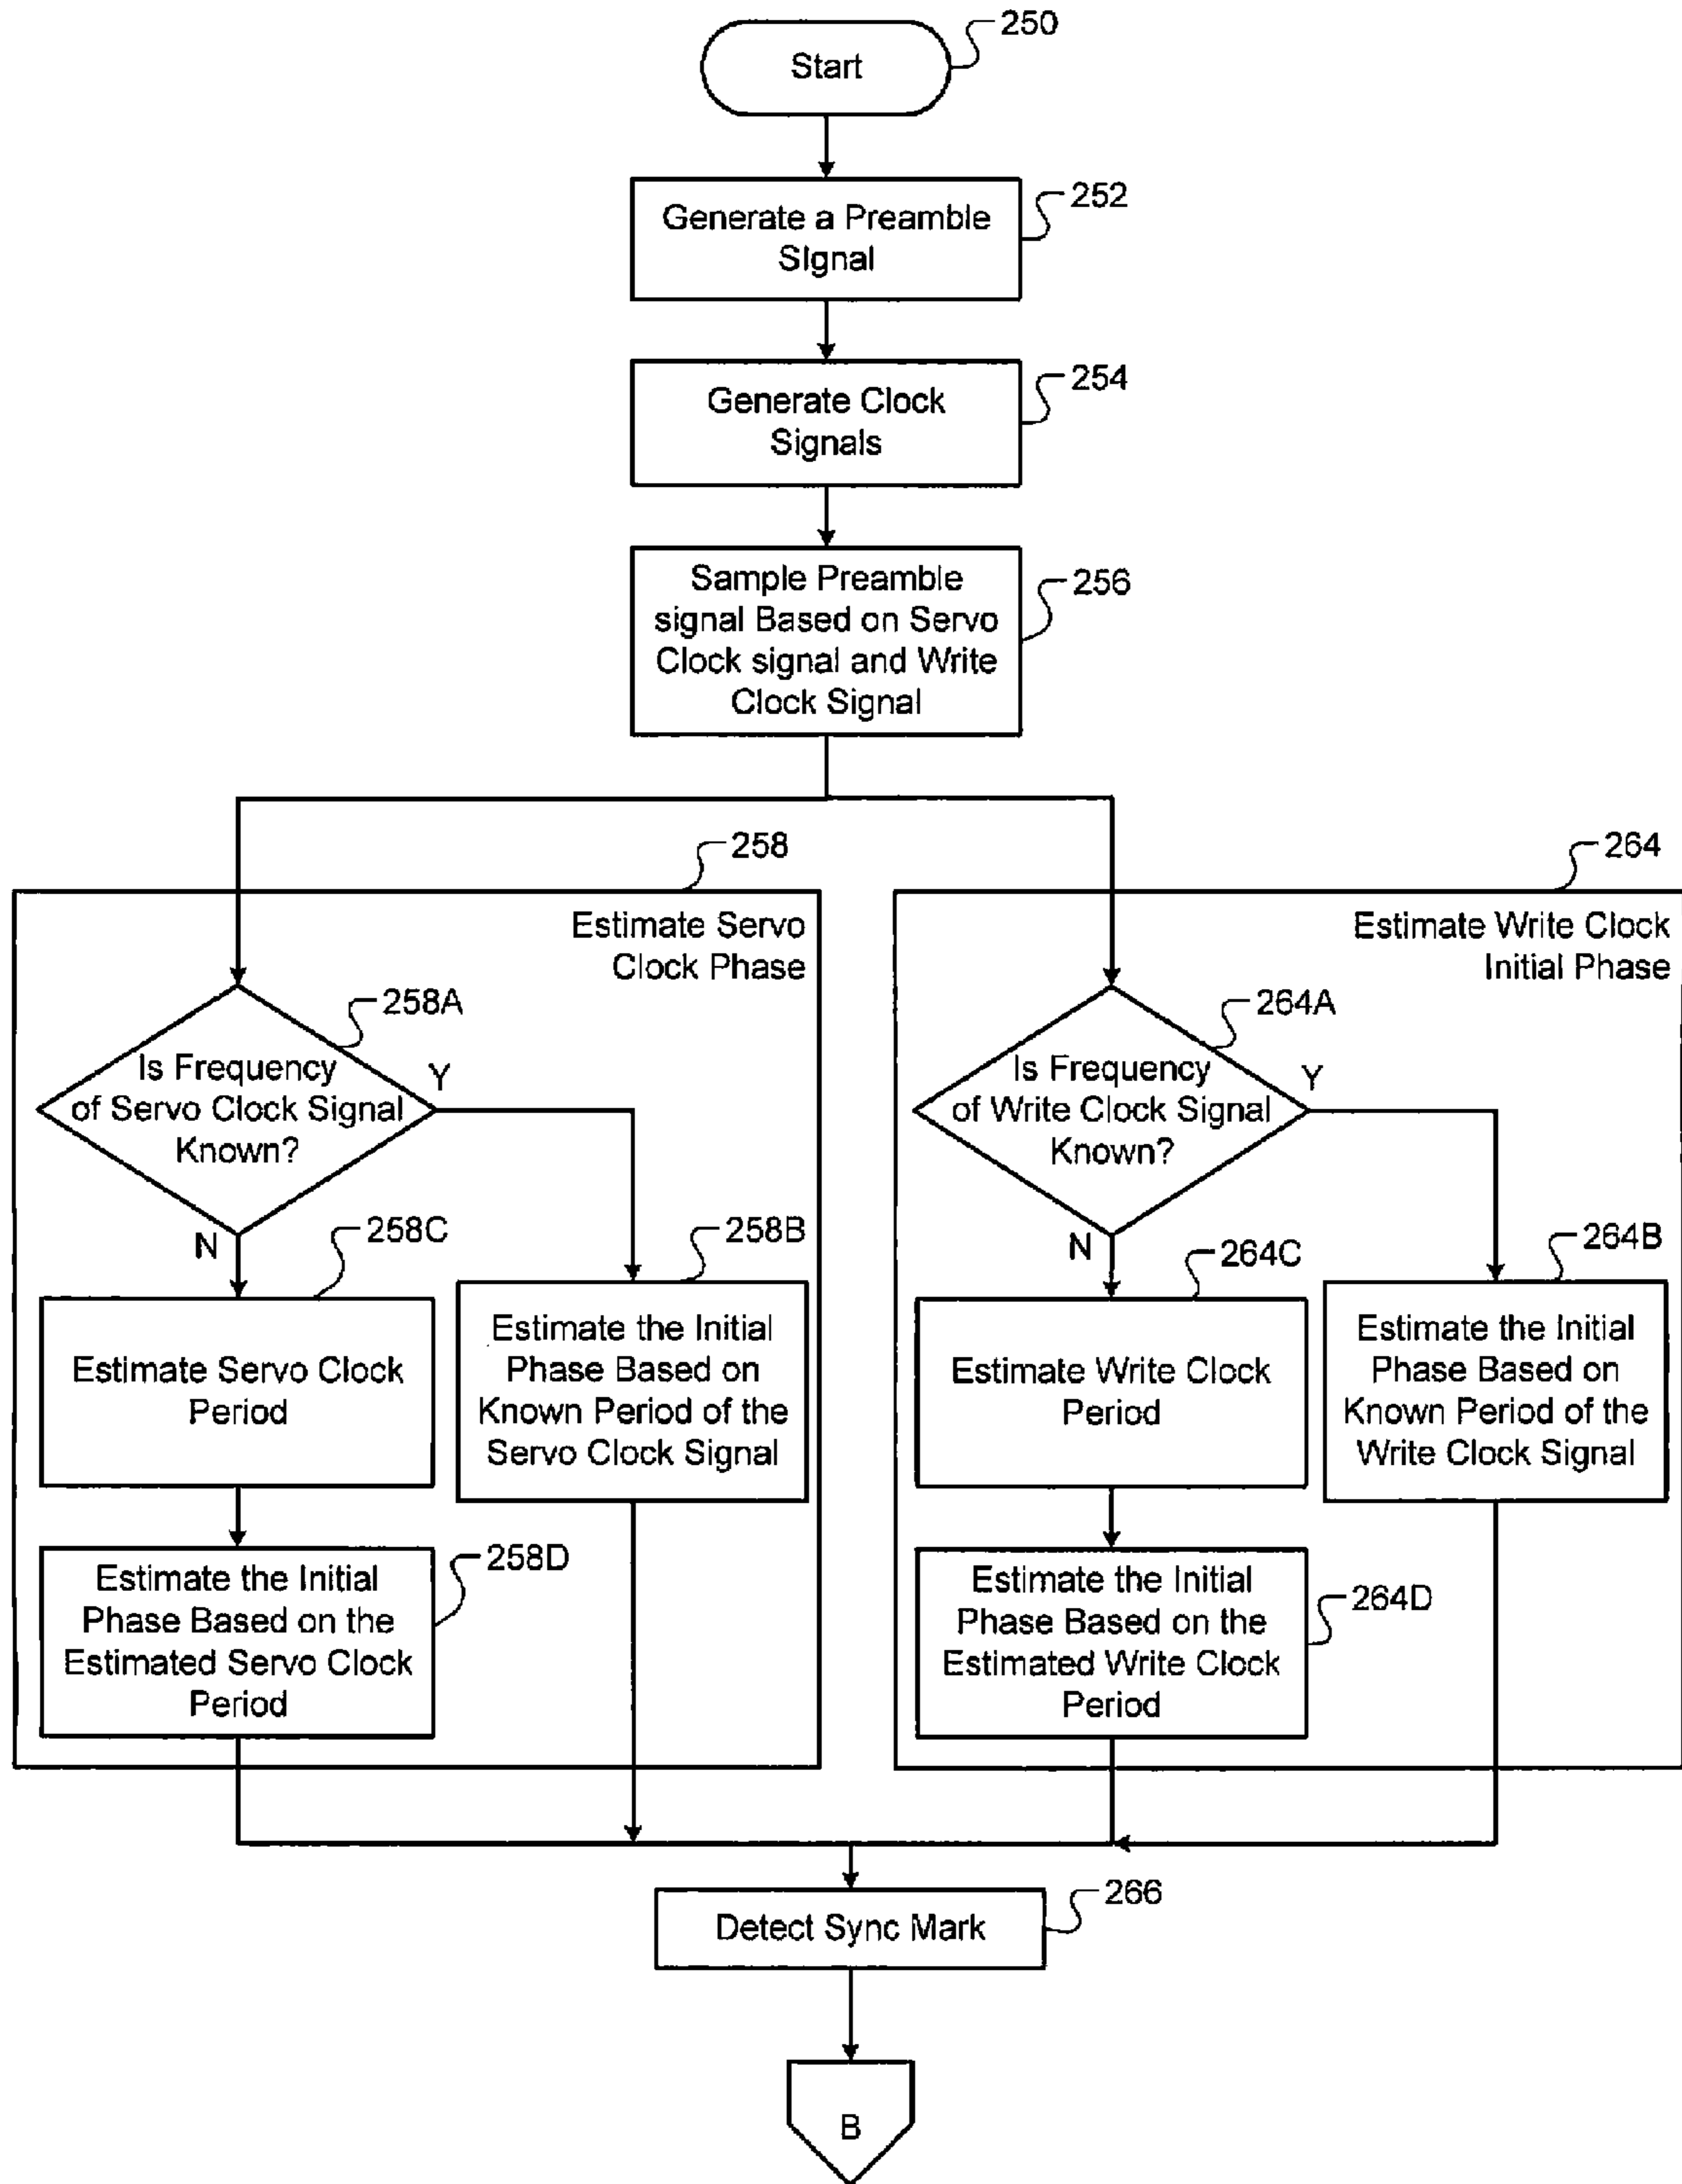 Start
250
Generate a Preamble
SIgnal
252
Generate Clock
Signals
254
Sample Preamble
signal Based on Servo
Clock signal and Write
Clock Signal
256
258
Estimate Servo
Clock Phase
258A
Is Frequency
of Servo Clock Signal
Known?
Y
N
258C
Estimate Servo Clock
Period
258B
Estimate the Initial
Phase Based on
Known Period of the
Servo Clock Signal
258D
Estimate the Initial
Phase Based on the
Estimated Servo Clock
Period
264
Estimate Write Clock
Initial Phase
264A
Is Frequency
of Write Clock Signal
Known?
Y
N
264C
Estimate Write Clock
Period
264B
Estimate the Initial
Phase Based on
Known Period of the
Write Clock Signal
264D
Estimate the Initial
Phase Based on the
Estimated Write Clock
Period
266
Detect Sync Mark
B